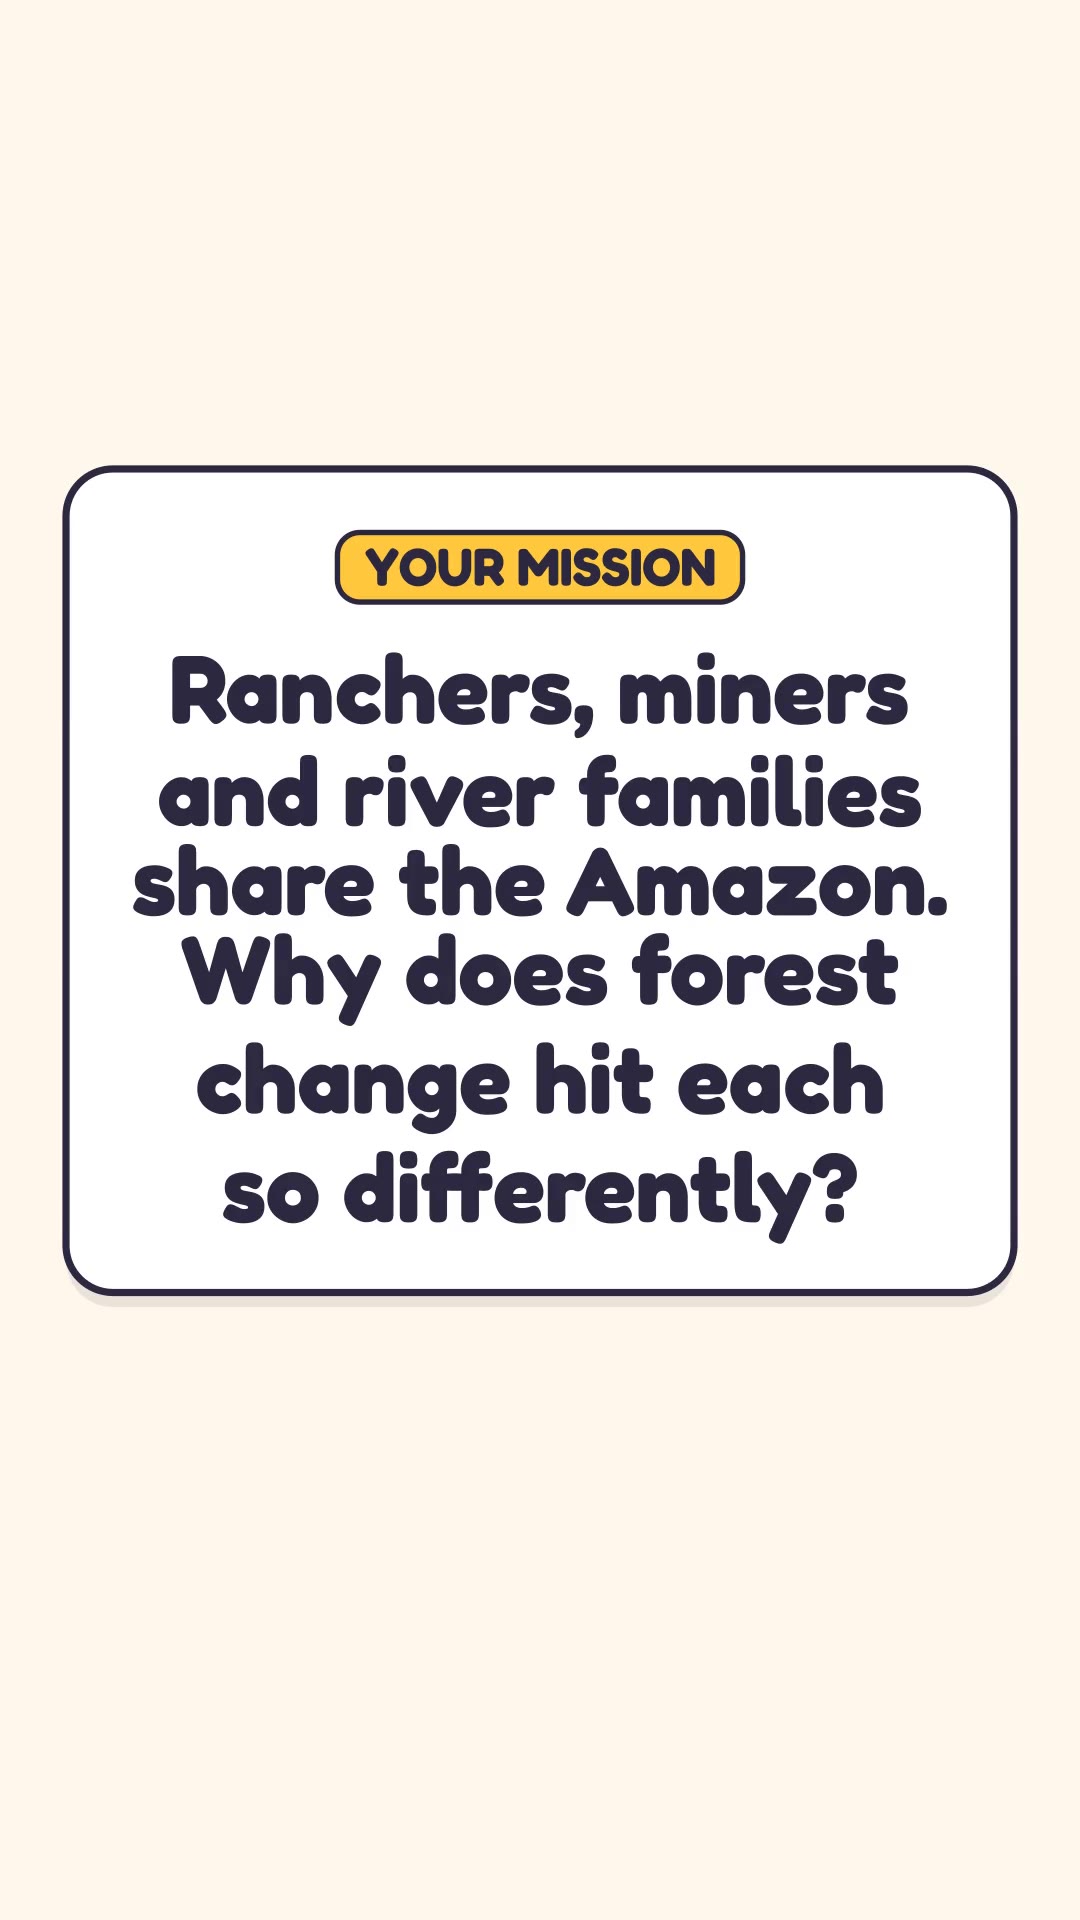 YOUR MISSION
Ranchers, miners
and river families
share the Amazon.
Why does forest
change hit each
so differently?